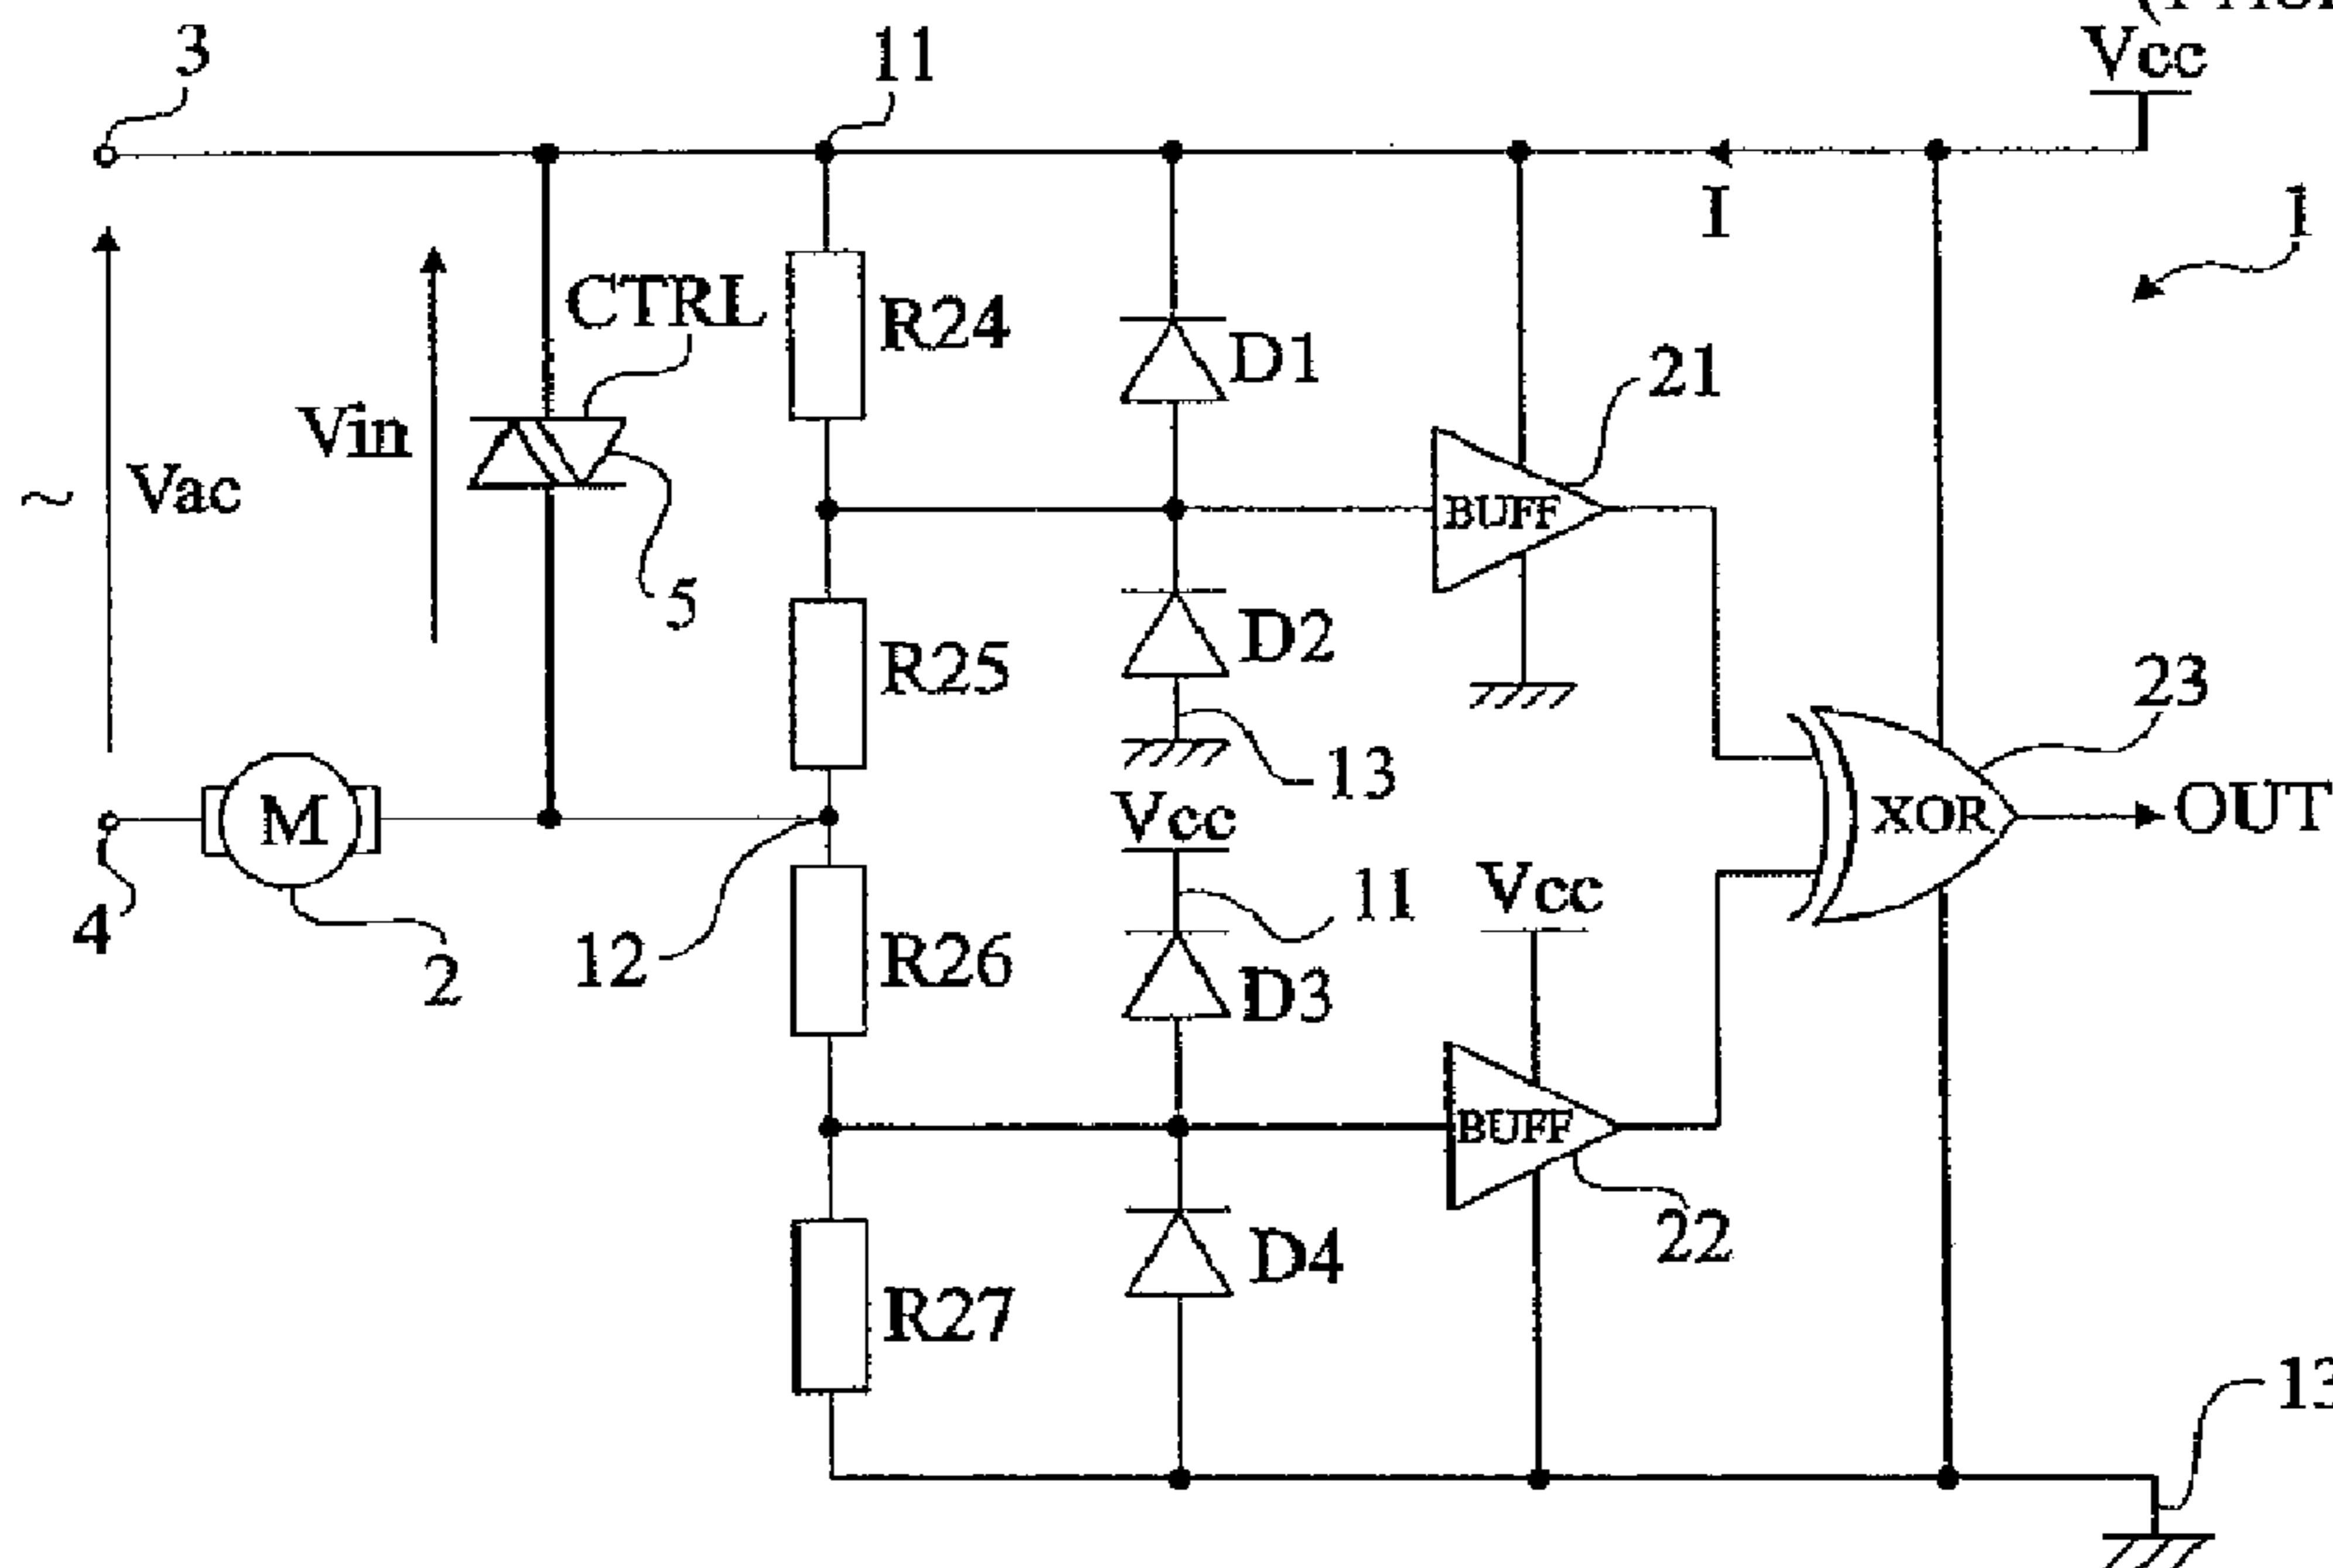 3
11
Vcc
I
1
CTRL
R24
D1
21
Vin
~
Vac
BUFF
5
R25
D2
23
13
Vcc
M
XOR
OUT
4
2
12
11
Vcc
R26
D3
BUFF
22
R27
D4
13